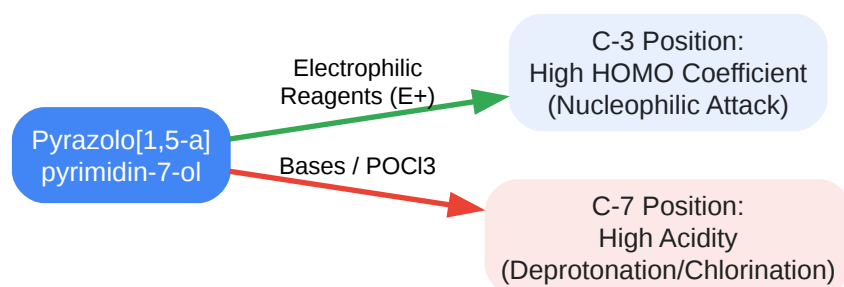 Pyrazolo[1,5-a]
pyrimidin-7-ol
Electrophilic
Reagents (E+)
Bases / POCl3
C-3 Position:
High HOMO Coefficient
(Nucleophilic Attack)
C-7 Position:
High Acidity
(Deprotonation/Chlorination)